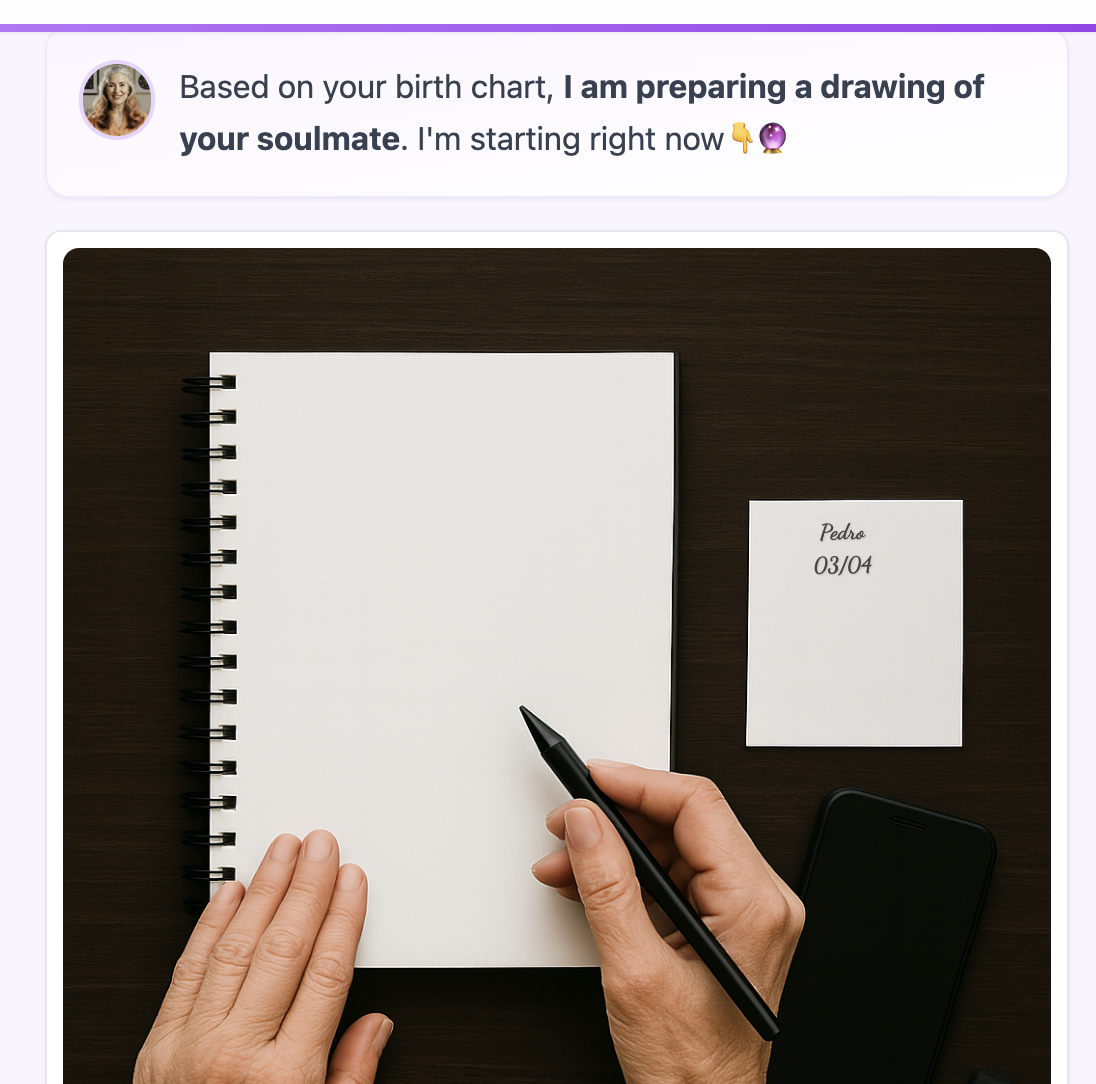 Based on your birth chart, I am preparing a drawing of
your soulmate. I'm starting right now👇🔮
Pedro
03/04